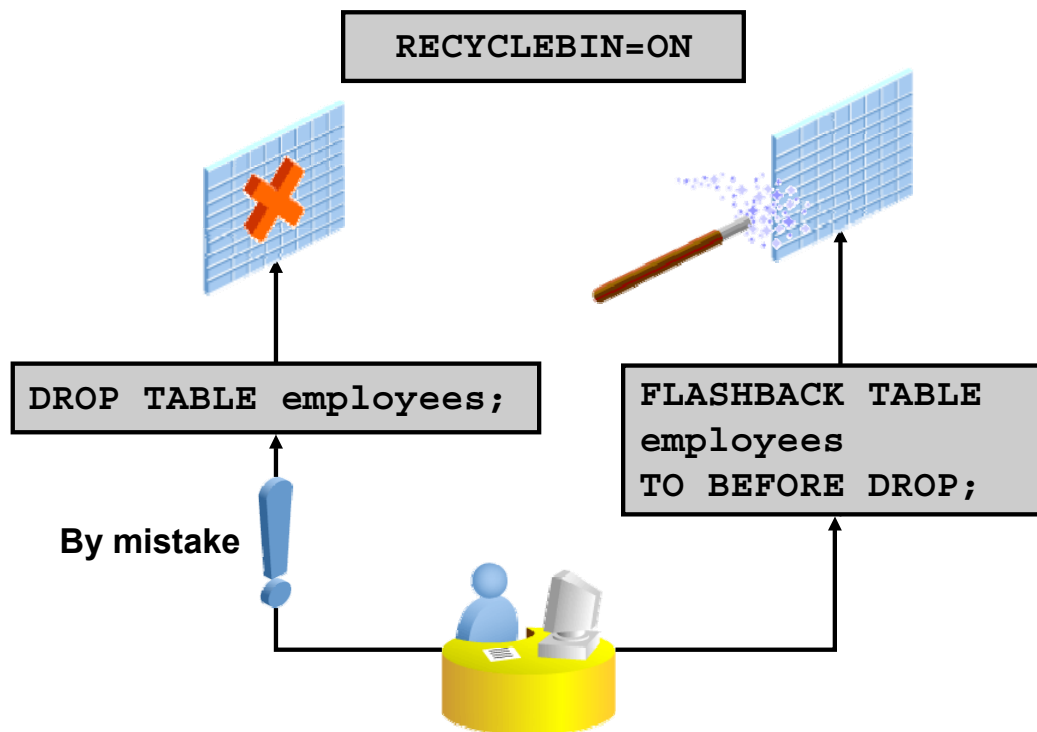 RECYCLEBIN=ON
DROP TABLE employees;
FLASHBACK TABLE
employees
TO BEFORE DROP;
By mistake